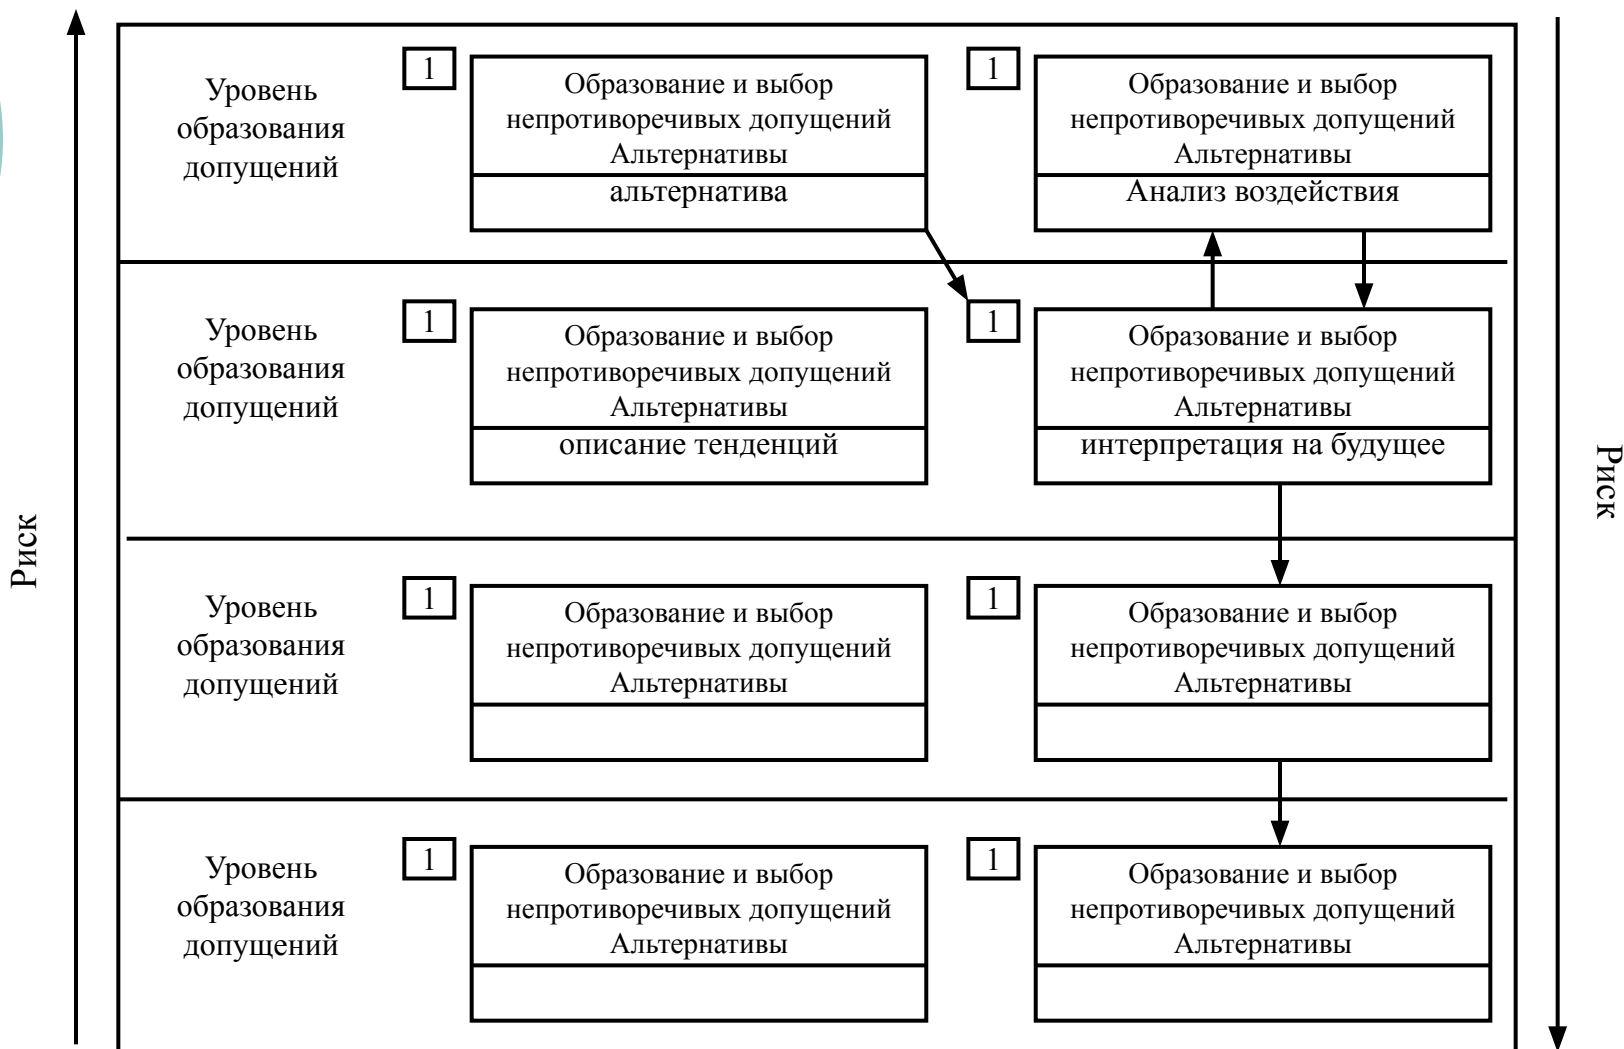 Риск
Уровень
образования
допущений
1
Образование и выбор
непротиворечивых допущений
Альтернативы
альтернатива
1
Образование и выбор
непротиворечивых допущений
Альтернативы
Анализ воздействия
Уровень
образования
допущений
1
Образование и выбор
непротиворечивых допущений
Альтернативы
описание тенденций
1
Образование и выбор
непротиворечивых допущений
Альтернативы
интерпретация на будущее
Уровень
образования
допущений
1
Образование и выбор
непротиворечивых допущений
Альтернативы
1
Образование и выбор
непротиворечивых допущений
Альтернативы
Уровень
образования
допущений
1
Образование и выбор
непротиворечивых допущений
Альтернативы
1
Образование и выбор
непротиворечивых допущений
Альтернативы
Риск